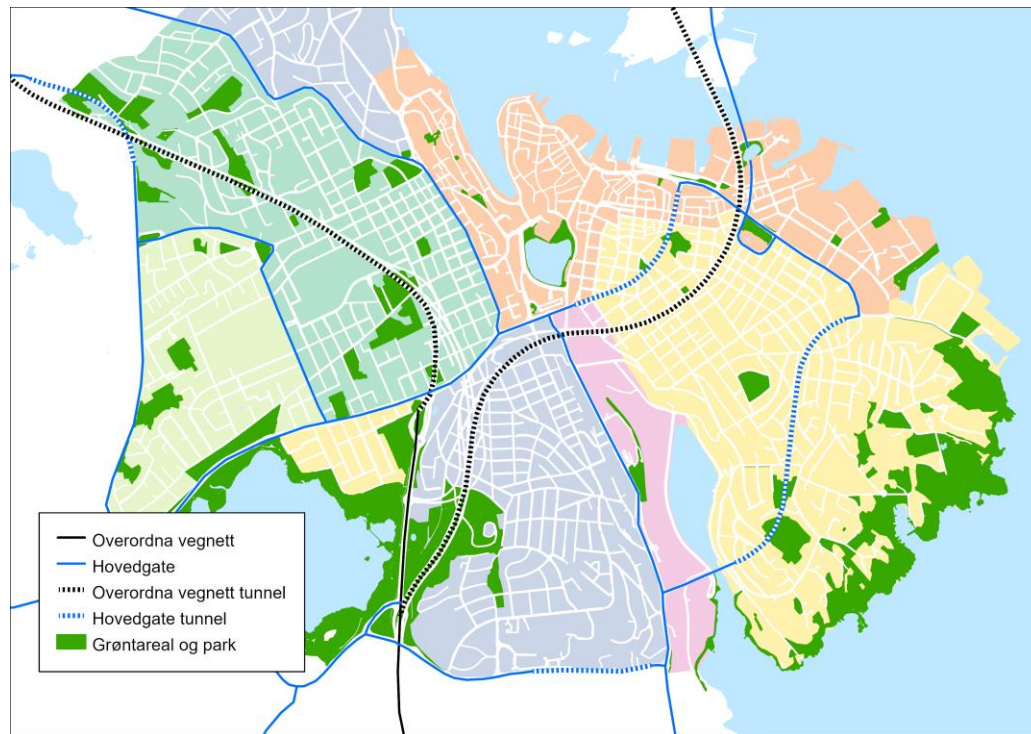 Overordna vegnett
Hovedgate
Overordna vegnett tunnel
Hovedgate tunnel
Grøntareal og park